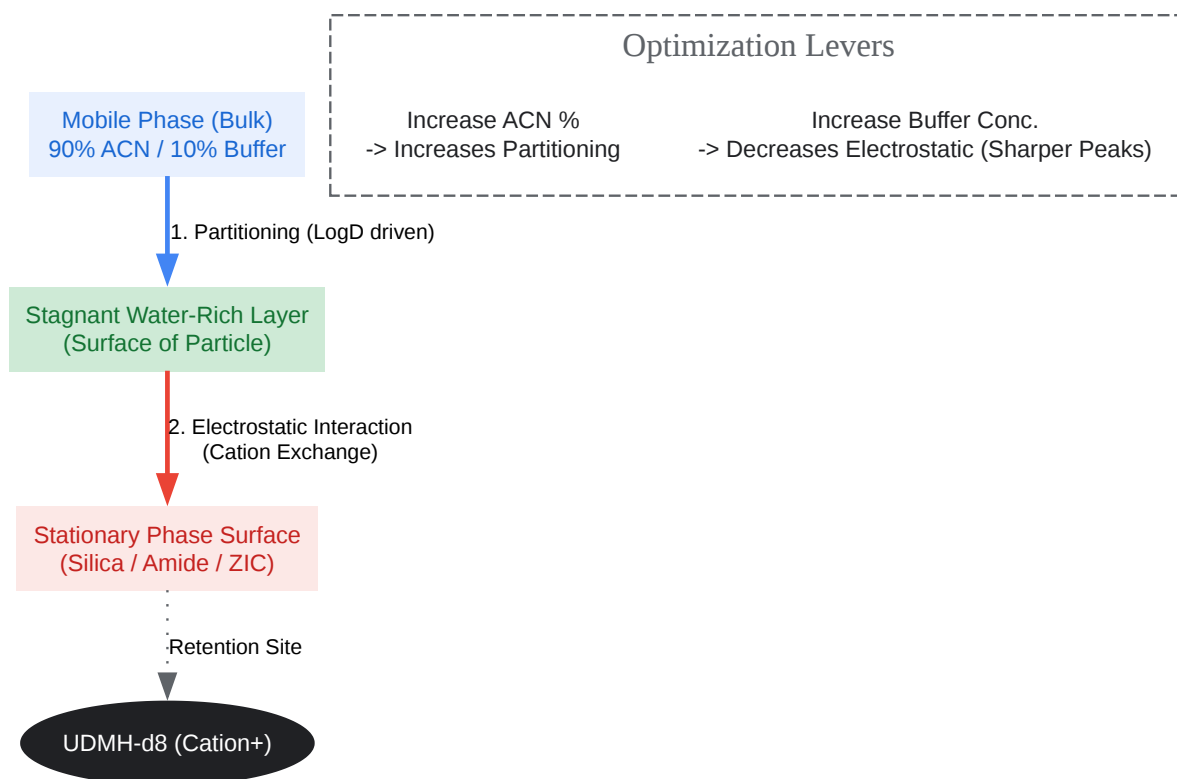 Optimization Levers
Mobile Phase (Bulk)
90% ACN / 10% Buffer
Increase ACN %
-> Increases Partitioning
Increase Buffer Conc.
-> Decreases Electrostatic (Sharper Peaks)
1. Partitioning (LogD driven)
Stagnant Water-Rich Layer
(Surface of Particle)
2. Electrostatic Interaction
(Cation Exchange)
Stationary Phase Surface
(Silica / Amide / ZIC)
Retention Site
UDMH-d8 (Cation+)